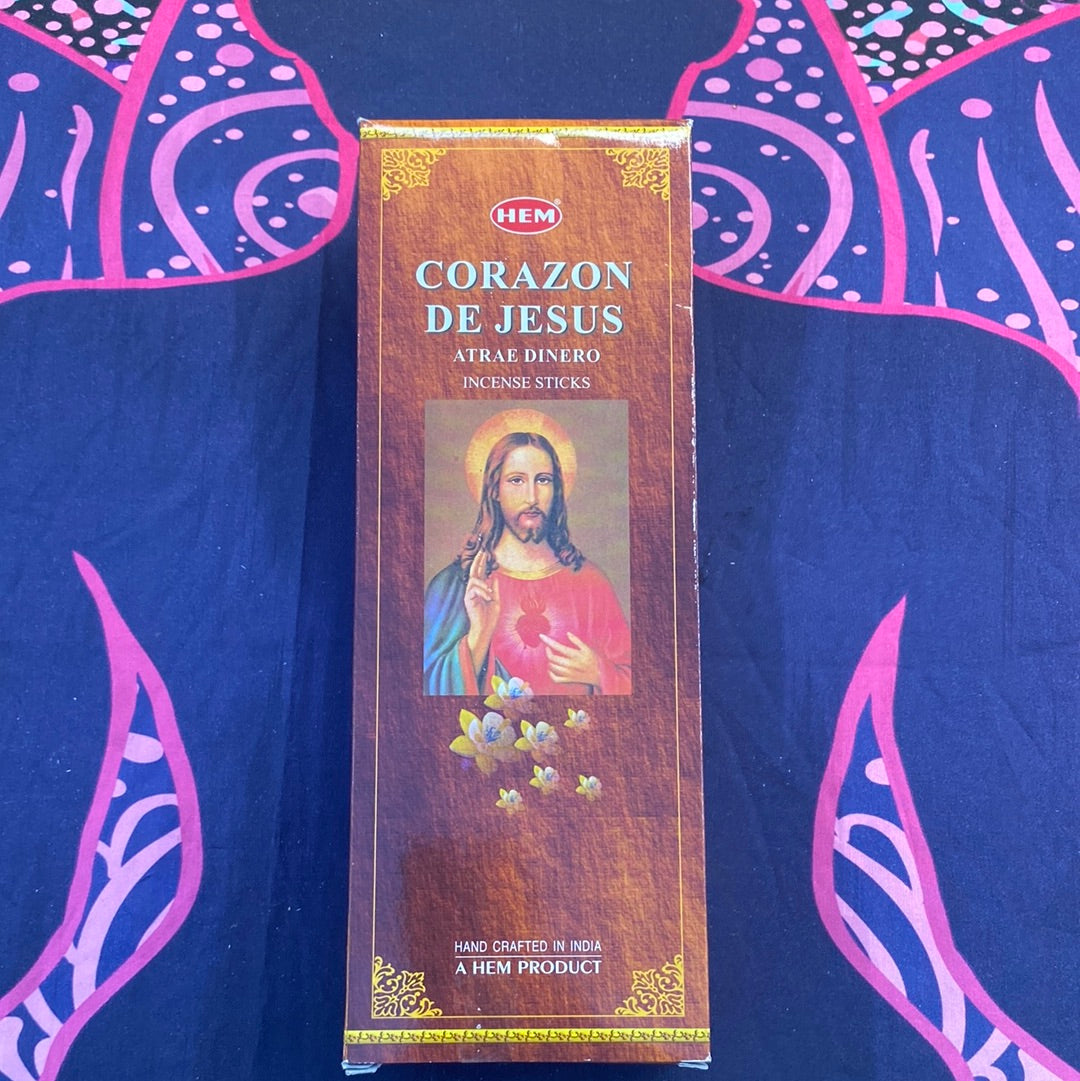 HEM®
CORAZON
DE JESUS
ATRAE DINERO
INCENSE STICKS
HAND CRAFTED IN INDIA
A HEM PRODUCT